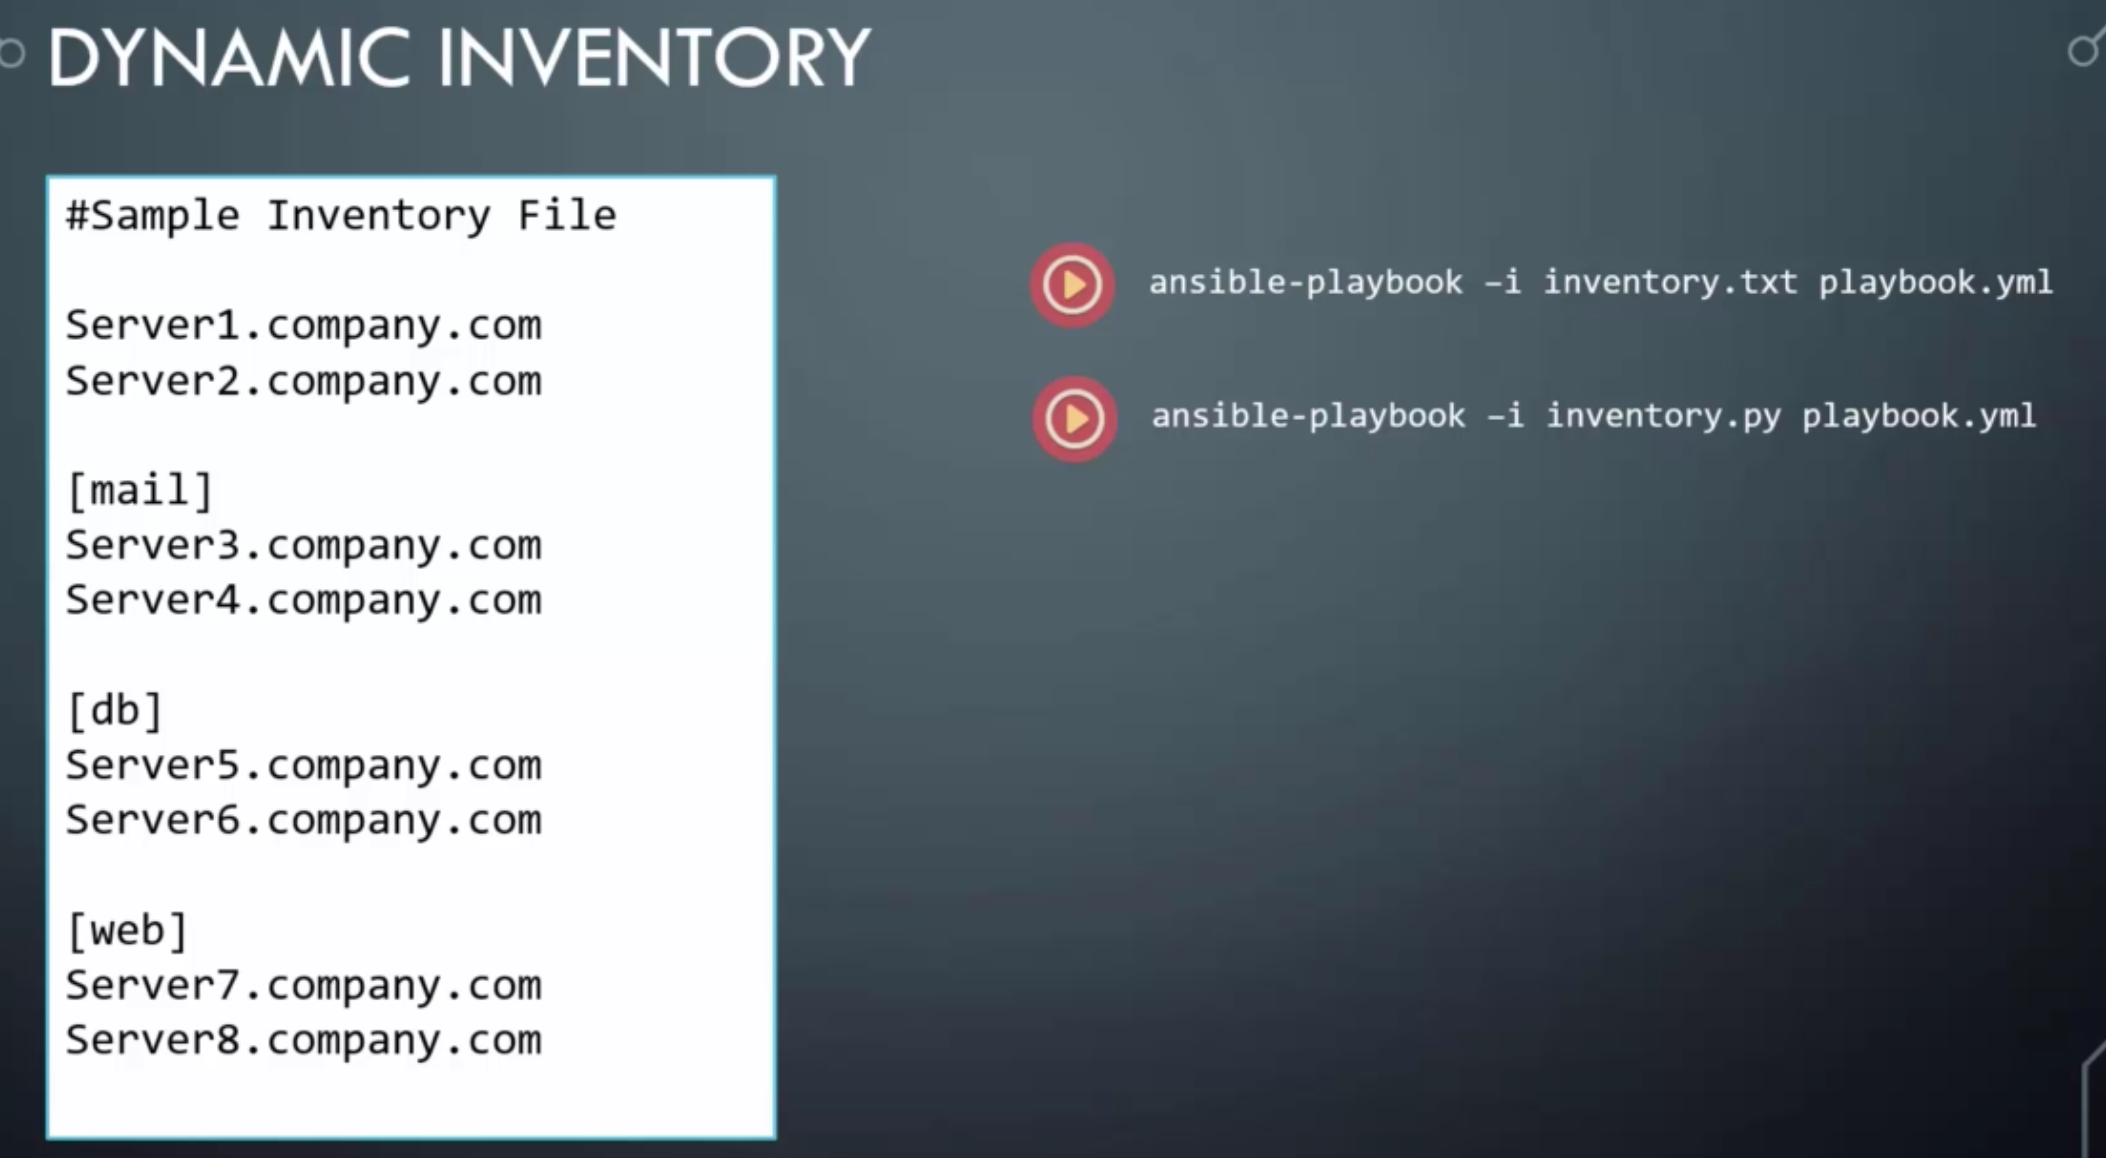 DYNAMIC INVENTORY
#Sample Inventory File
Server1.company.com
Server2.company.com
[mail]
Server3.company.com
Server4.company.com
[db]
Server5.company.com
Server6.company.com
[web]
Server7.company.com
Server8.company.com
ansible-playbook –i inventory.txt playbook.yml
ansible-playbook –i inventory.py playbook.yml